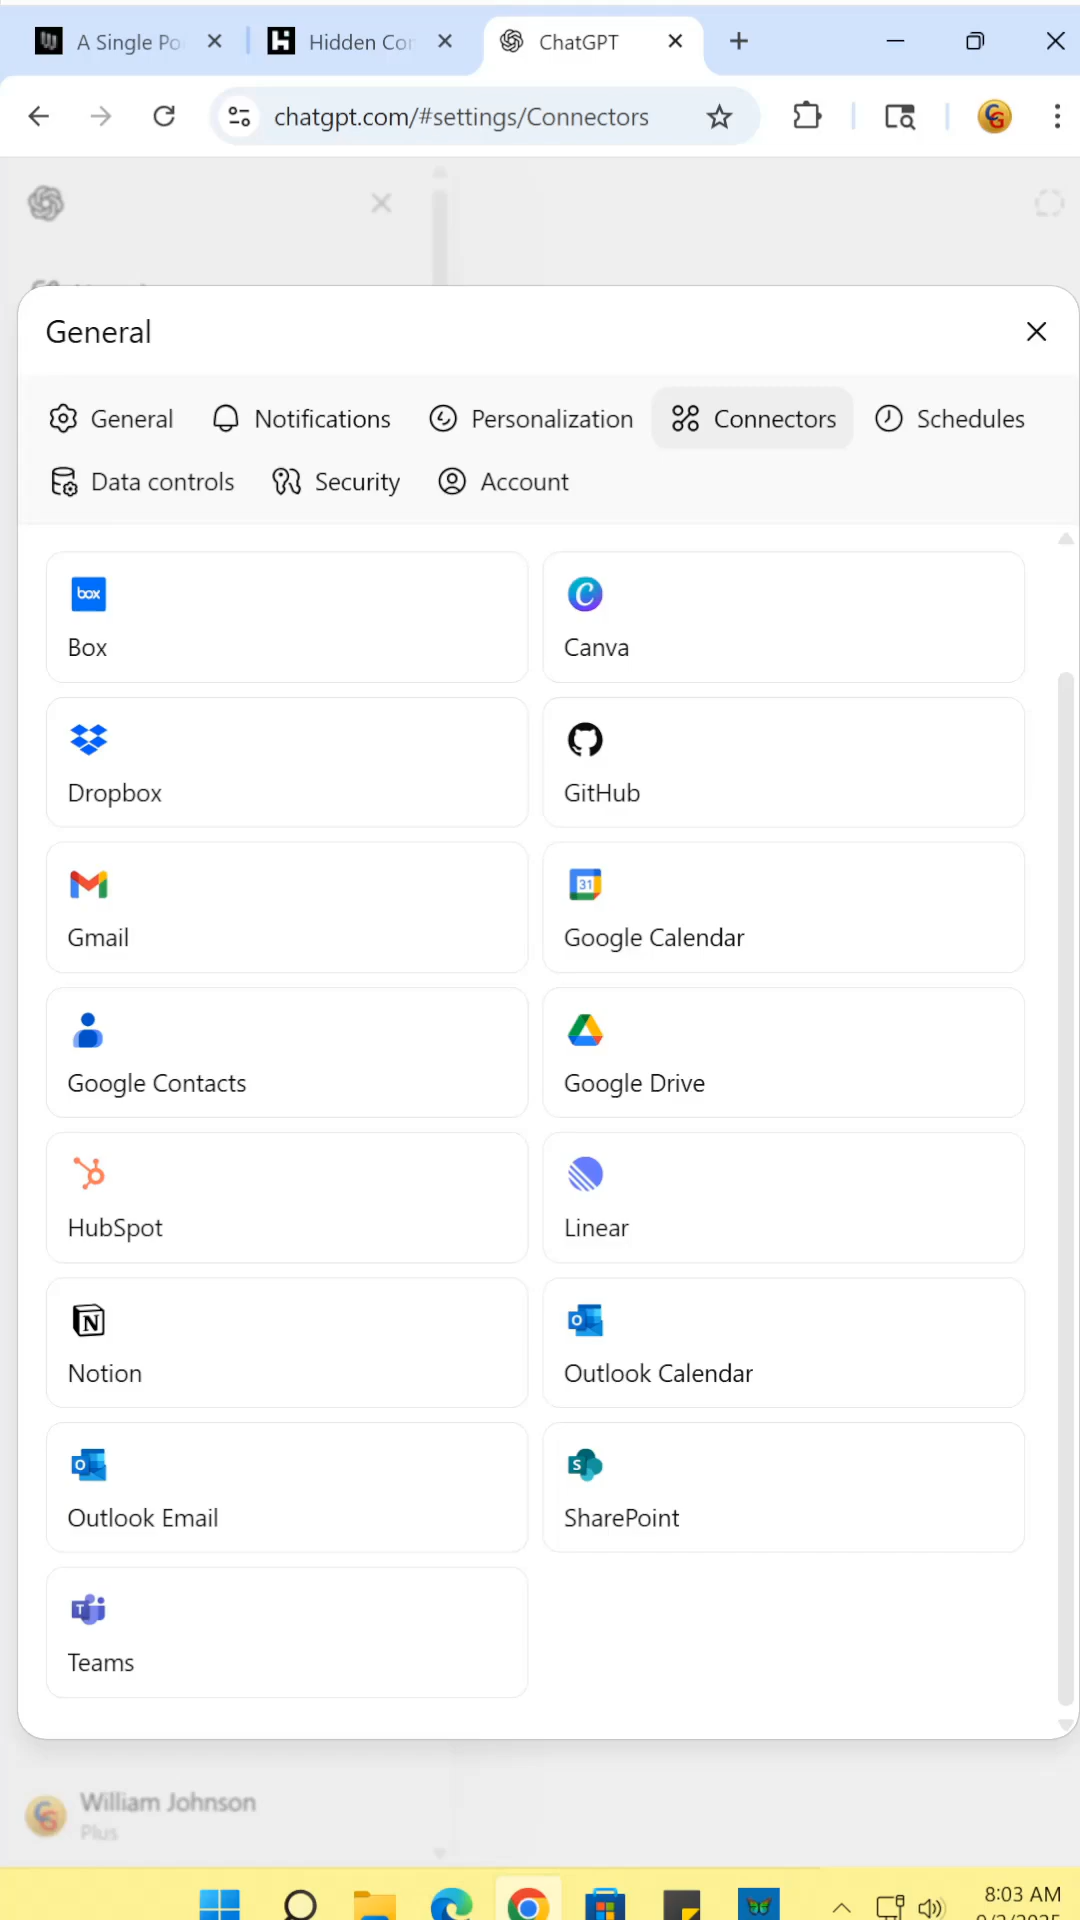 A Single Po
Hidden Cor
ChatGPT
chatgpt.com/#settings/Connectors
General
General
Notifications
Personalization
Connectors
Schedules
Data controls
Security
Account
box
Box
Canva
Dropbox
GitHub
Gmail
31
Google Calendar
Google Contacts
Google Drive
HubSpot
Linear
Notion
Outlook Calendar
Outlook Email
SharePoint
Teams
William Johnson
Plus
8:03 AM